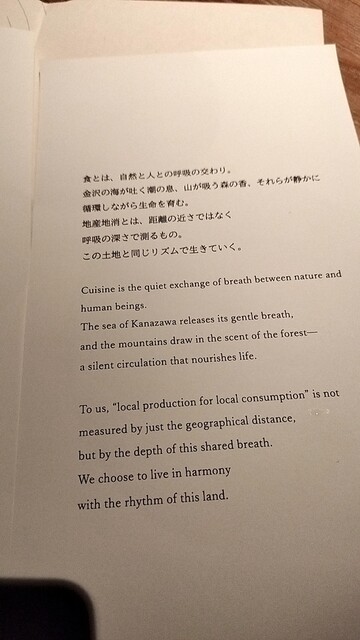 食とは、自然と人との呼吸の交わり。
金沢の海が吐く潮の息、山が吸う森の香、それらが静かに
循環しながら生命を育む。
地産地消とは、距離の近さではなく
呼吸の深さで測るもの。
この土地と同じリズムで生きていく。
Cuisine is the quiet exchange of breath between nature and
human beings.
The sea of Kanazawa releases its gentle breath,
and the mountains draw in the scent of the forest—
a silent circulation that nourishes life.
To us, “local production for local consumption” is not
measured by just the geographical distance,
but by the depth of this shared breath.
We choose to live in harmony
with the rhythm of this land.